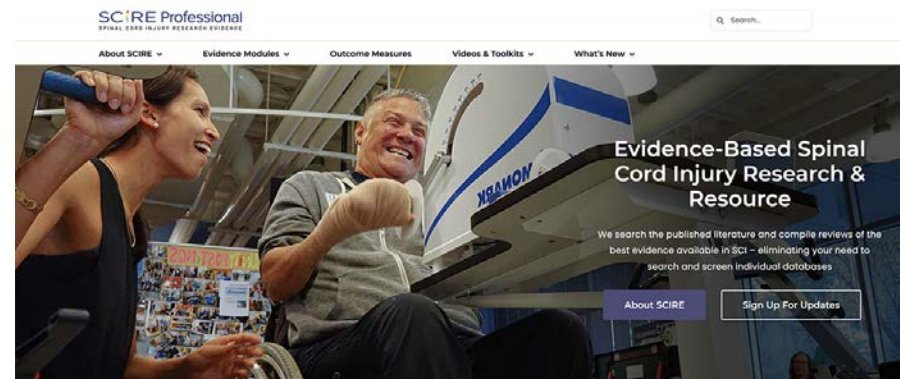 SCiRE Professional
SPINAL CORD INJURY RESEARCH EVIDENCE
Search...
About SCIRE
Evidence Modules
Outcome Measures
Videos & Toolkits
What's New
MONARK
Evidence-Based Spinal
Cord Injury Research &
Resource
We search the published literature and compile reviews of the
best evidence available in SCI – eliminating your need to
search and screen individual databases
About SCIRE
Sign Up For Updates